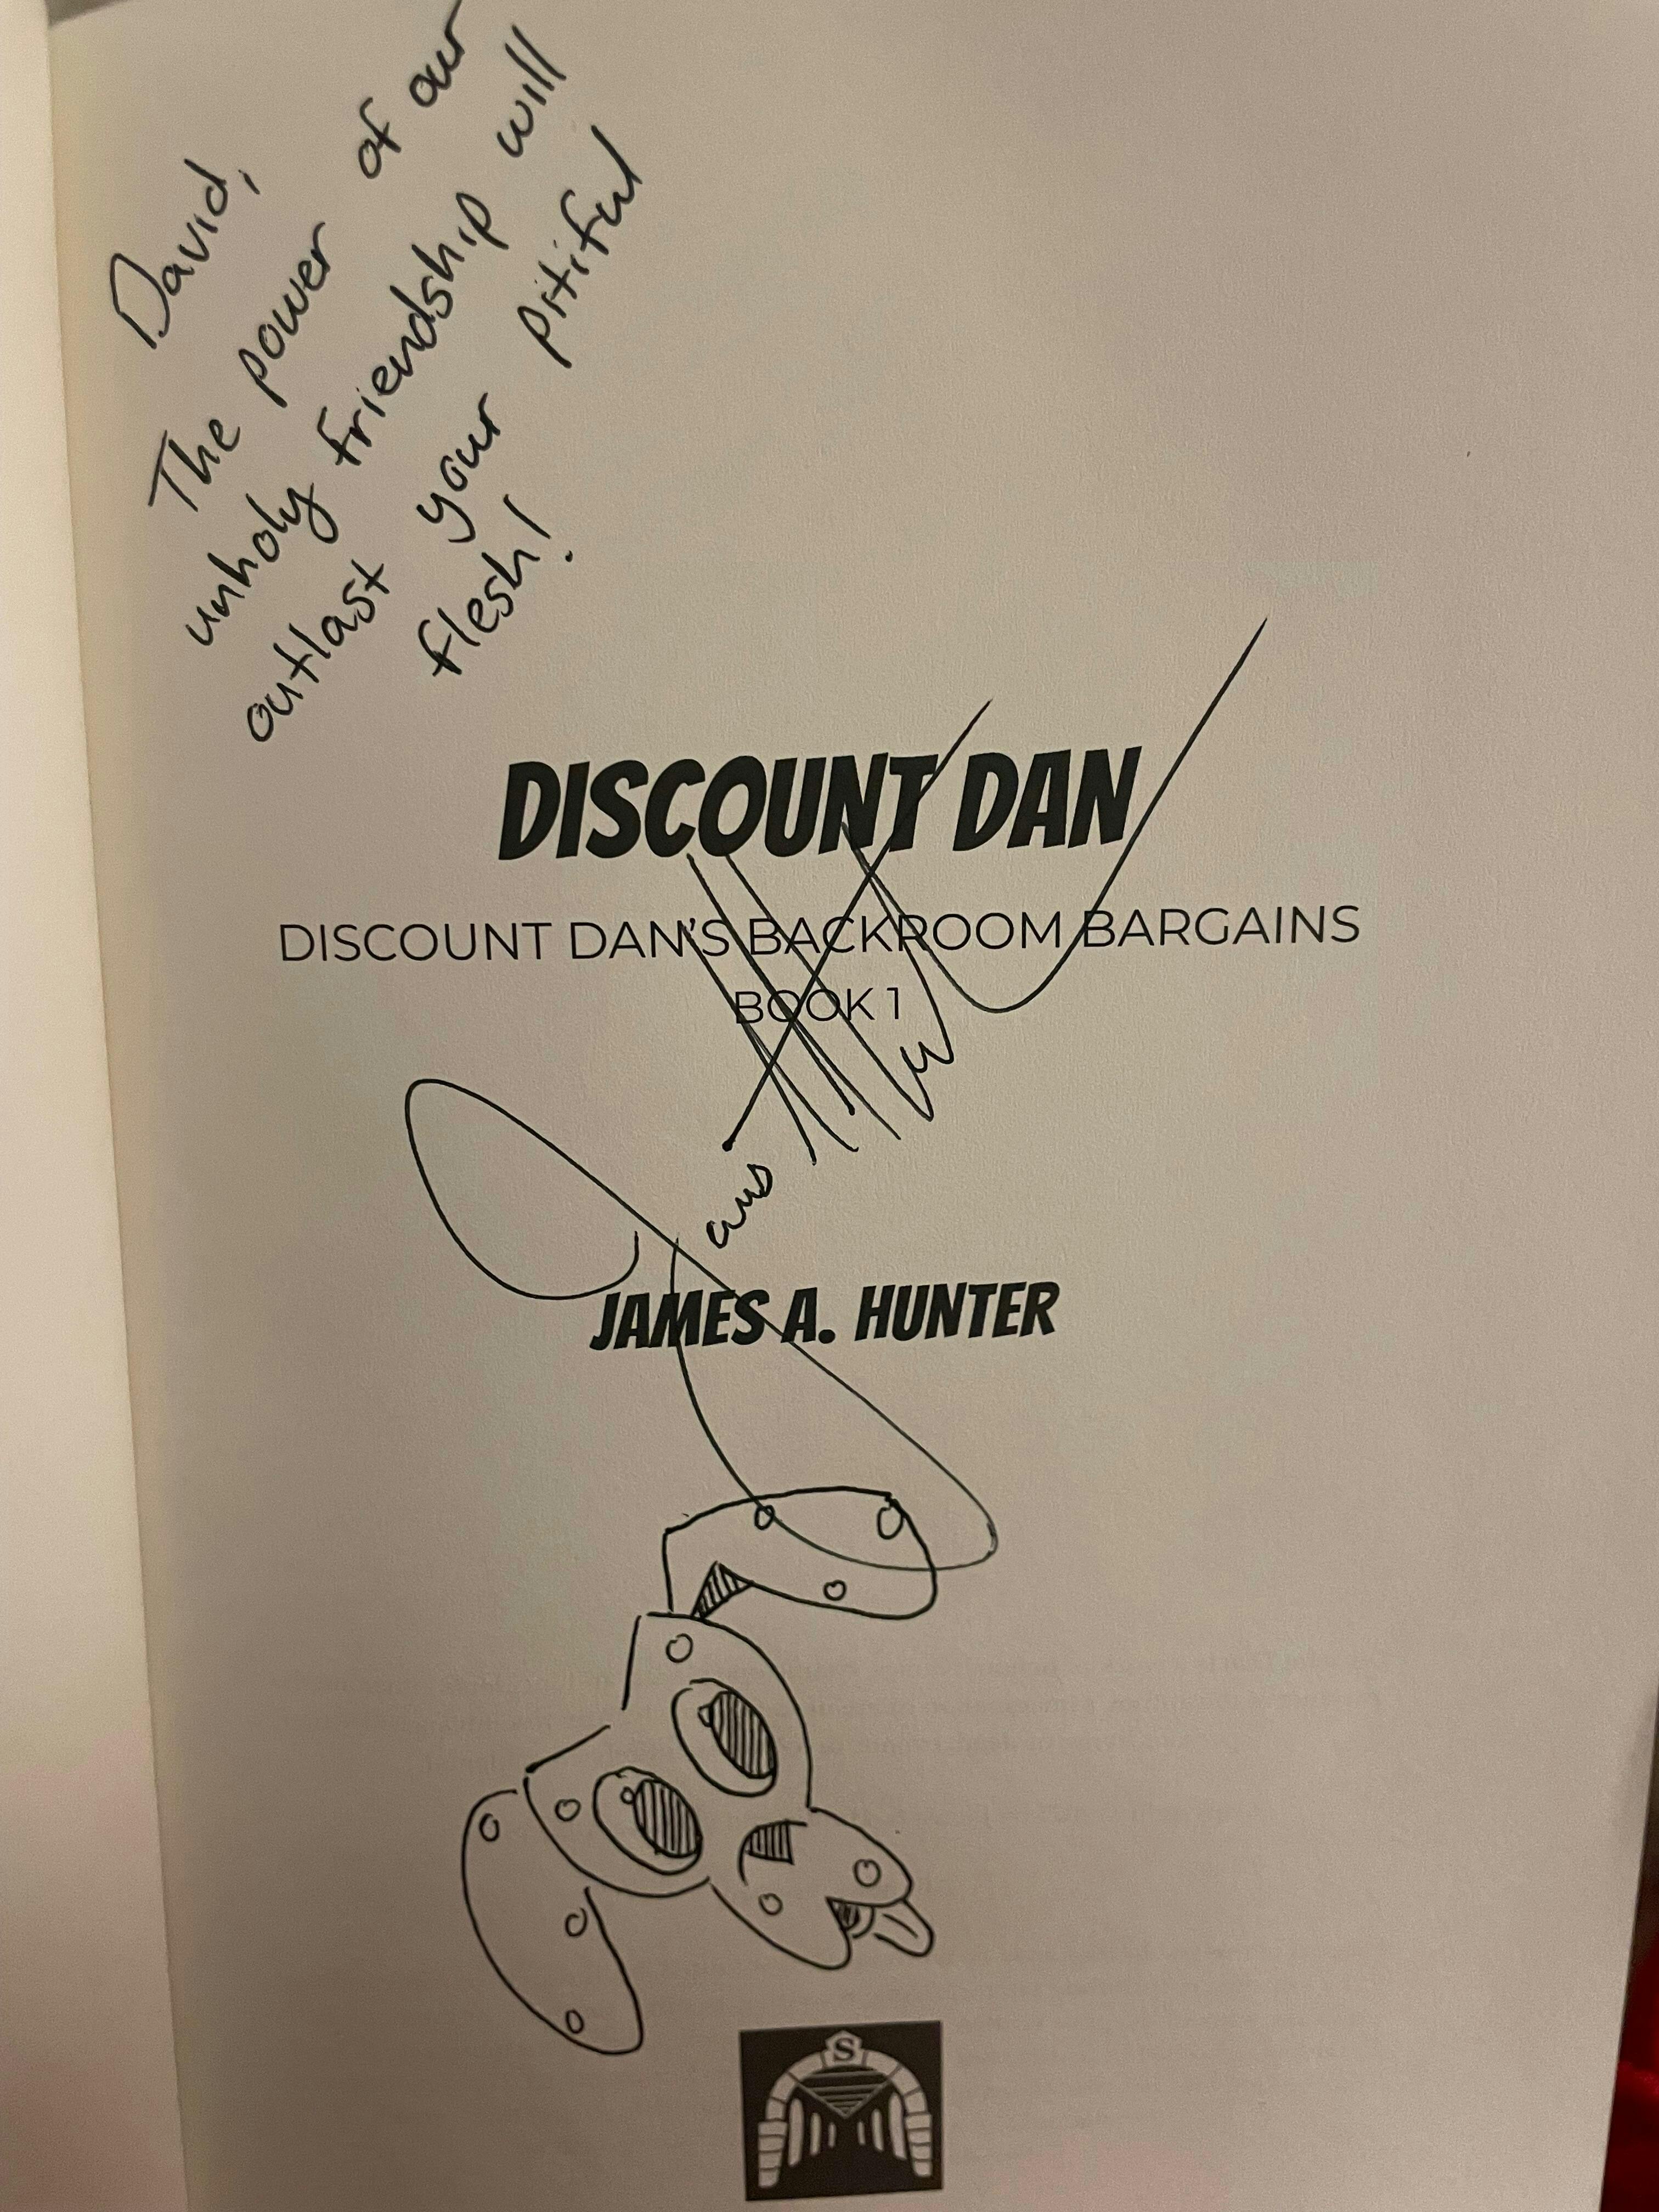 David,
The power of our
unholy friendship will
outlast your pitiful
flesh!
DISCOUNT DAN
DISCOUNT DAN'S BACKROOM BARGAINS
BOOK 1
James
JAMES A. HUNTER
S